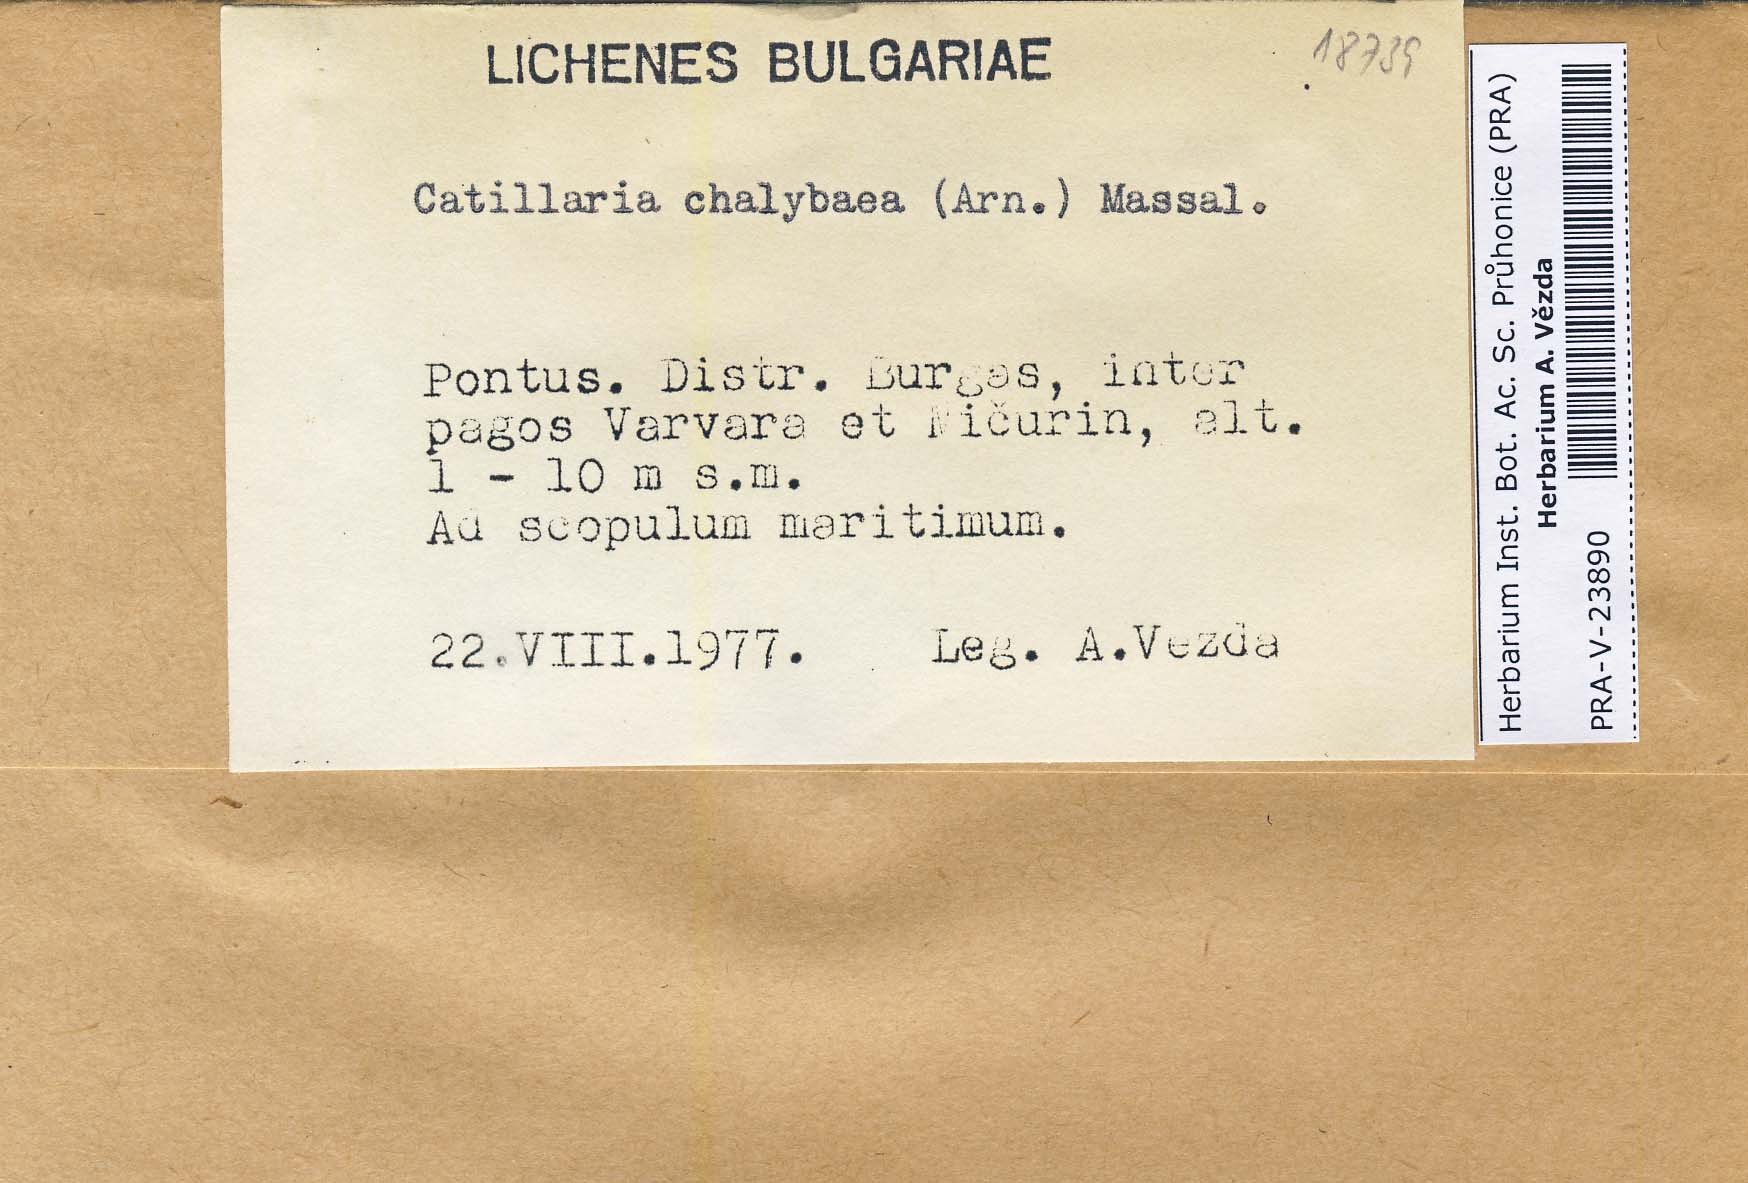 LICHENES BULGARIAE
18739
Catillaria chalybaea (Arn.) Massal.
Pontus. Distr. Burgas, inter
pagos Varvara et Mičurin, alt.
1 - 10 m s.m.
Ad scopulum maritimum.
22.VIII.1977. Leg. A.Vezda
Herbarium Inst. Bot. Ac. Sc. Průhonice (PRA)
Herbarium A. Vězda
PRA-V-23890